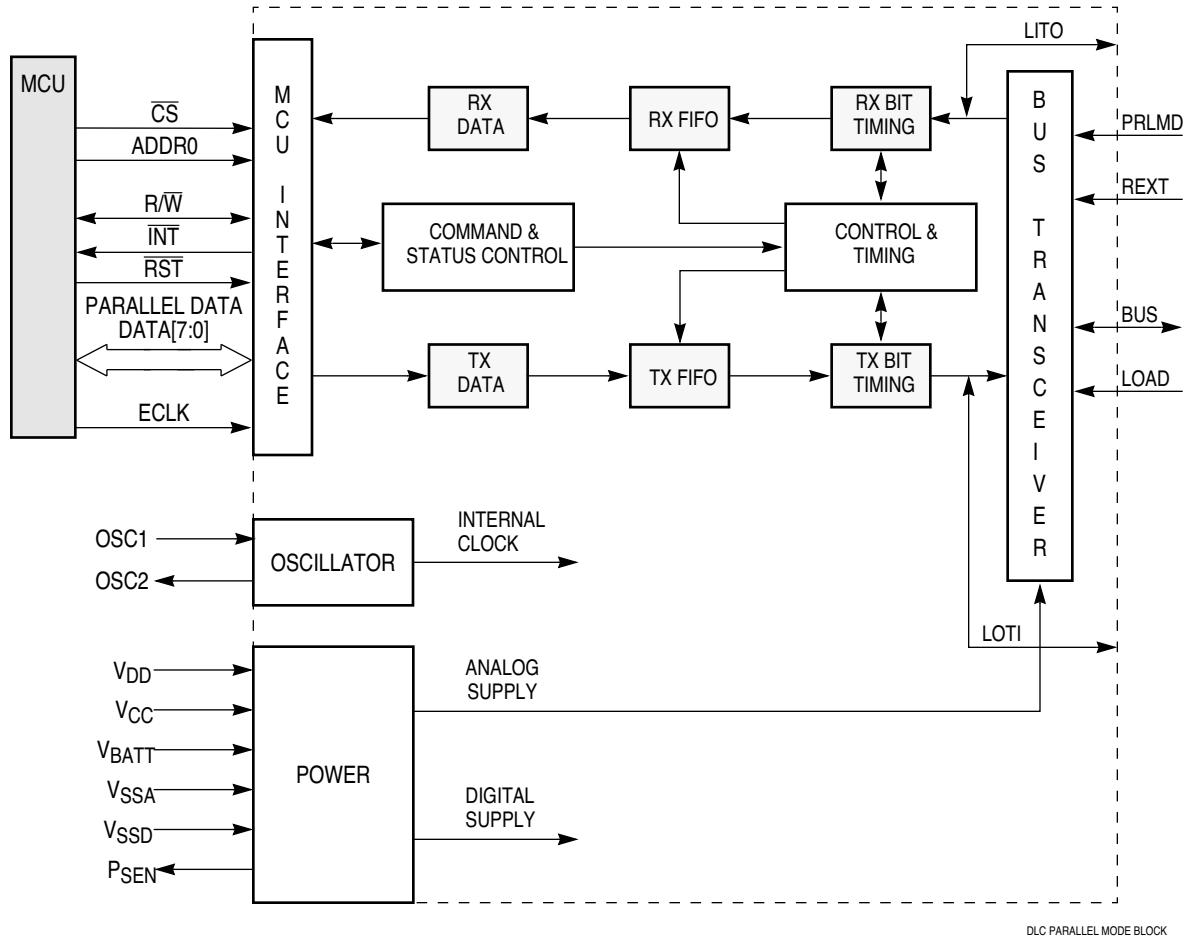 MCU
CS
ADDR0
R/W
INT
RST
PARALLEL DATA
DATA[7:0]
ECLK
MCU INTERFACE
RX
DATA
RX FIFO
RX BIT
TIMING
LITO
COMMAND &
STATUS CONTROL
CONTROL &
TIMING
TX
DATA
TX FIFO
TX BIT
TIMING
BUS TRANSCEIVER
PRLMD
REXT
BUS
LOAD
OSC1
OSC2
OSCILLATOR
INTERNAL
CLOCK
LOTI
VDD
VCC
VBATT
VSSA
VSSD
PSEN
POWER
ANALOG
SUPPLY
DIGITAL
SUPPLY
DLC PARALLEL MODE BLOCK